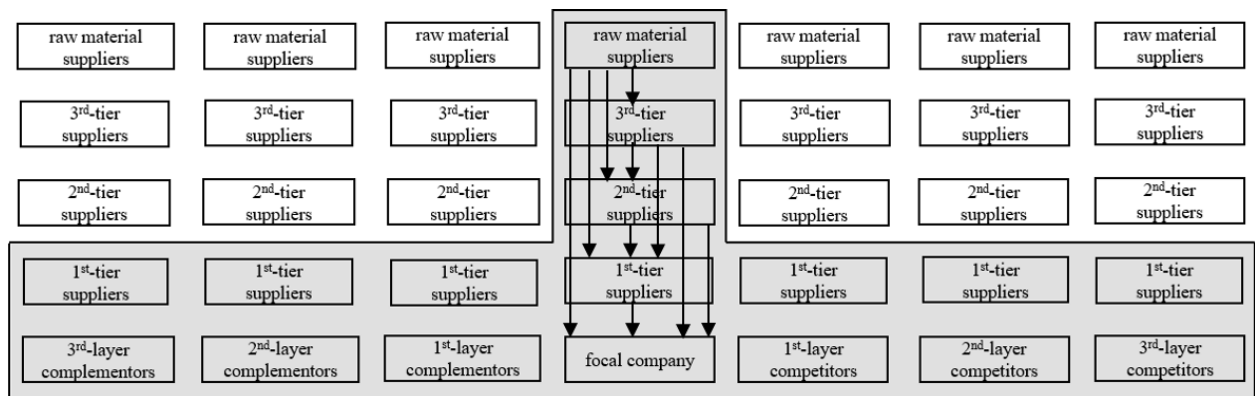 raw material
suppliers
raw material
suppliers
raw material
suppliers
raw material
suppliers
raw material
suppliers
raw material
suppliers
raw material
suppliers
3rd-tier
suppliers
3rd-tier
suppliers
3rd-tier
suppliers
3rd-tier
suppliers
3rd-tier
suppliers
3rd-tier
suppliers
3rd-tier
suppliers
2nd-tier
suppliers
2nd-tier
suppliers
2nd-tier
suppliers
2nd-tier
suppliers
2nd-tier
suppliers
2nd-tier
suppliers
2nd-tier
suppliers
1st-tier
suppliers
1st-tier
suppliers
1st-tier
suppliers
1st-tier
suppliers
1st-tier
suppliers
1st-tier
suppliers
1st-tier
suppliers
3rd-layer
complementors
2nd-layer
complementors
1st-layer
complementors
focal company
1st-layer
competitors
2nd-layer
competitors
3rd-layer
competitors